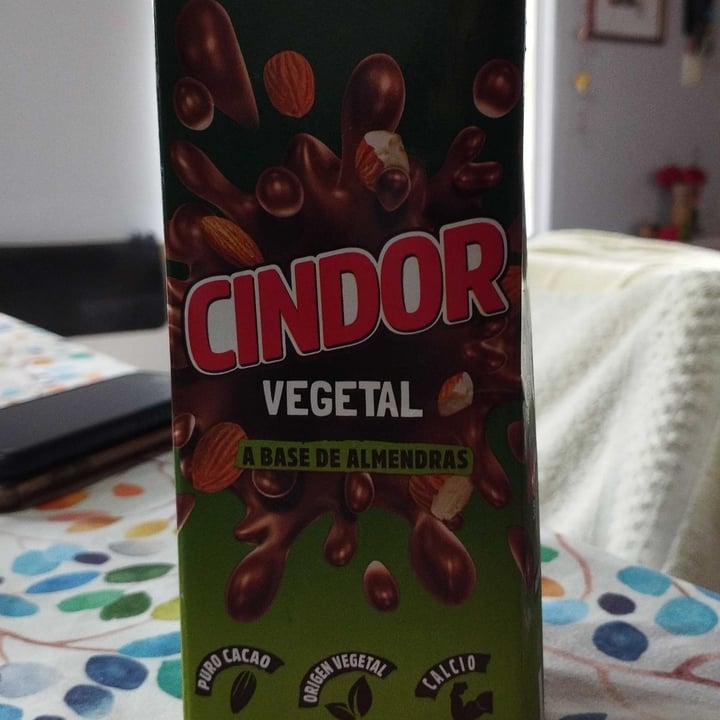 CINDOR
VEGETAL
A BASE DE ALMENDRAS
PURO CACAO
ORIGEN VEGETAL
CALCIO